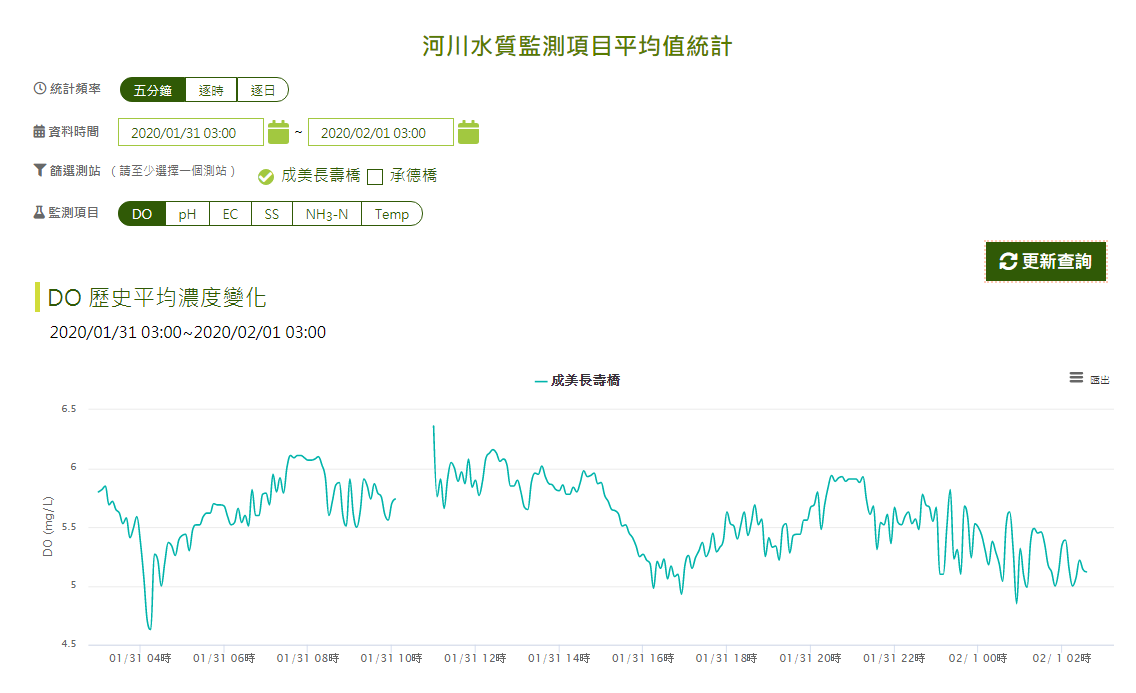 河川水質監測項目平均值統計
統計頻率 五分鐘 逐時 逐日
資料時間 2020/01/31 03:00 ~ 2020/02/01 03:00
篩選測站 (請至少選擇一個測站) 成美長壽橋 承德橋
監測項目 DO pH EC SS NH3-N Temp
更新查詢
DO 歷史平均濃度變化
2020/01/31 03:00~2020/02/01 03:00
成美長壽橋
匯出
DO (mg/L)
6.5
6
5.5
5
4.5
01/31 04時 01/31 06時 01/31 08時 01/31 10時 01/31 12時 01/31 14時 01/31 16時 01/31 18時 01/31 20時 01/31 22時 02/ 1 00時 02/ 1 02時